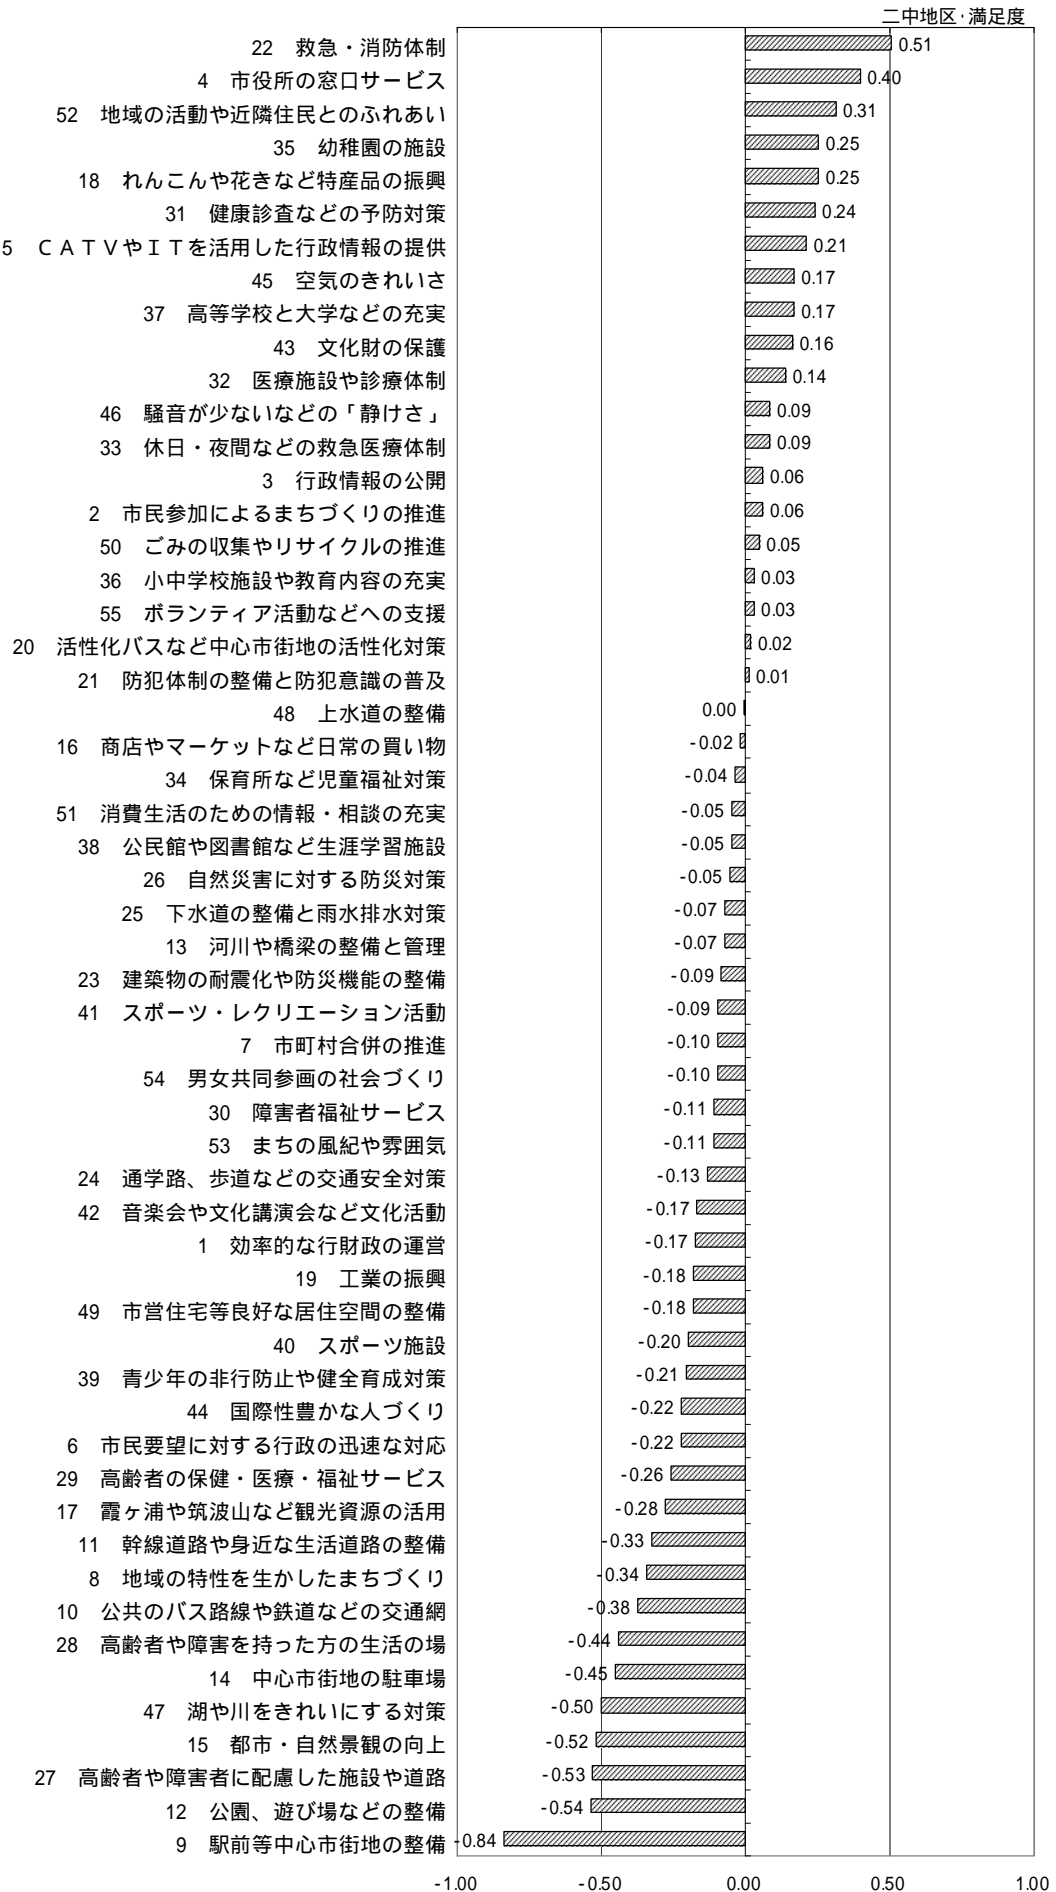 二中地区・満足度
22 救急・消防体制 0.51
4 市役所の窓口サービス 0.40
52 地域の活動や近隣住民とのふれあい 0.31
35 幼稚園の施設 0.25
18 れんこんや花きなど特産品の振興 0.25
31 健康診査などの予防対策 0.24
5 ＣＡＴＶやＩＴを活用した行政情報の提供 0.21
45 空気のきれいさ 0.17
37 高等学校と大学などの充実 0.17
43 文化財の保護 0.16
32 医療施設や診療体制 0.14
46 騒音が少ないなどの「静けさ」 0.09
33 休日・夜間などの救急医療体制 0.09
3 行政情報の公開 0.06
2 市民参加によるまちづくりの推進 0.06
50 ごみの収集やリサイクルの推進 0.05
36 小中学校施設や教育内容の充実 0.03
55 ボランティア活動などへの支援 0.03
20 活性化バスなど中心市街地の活性化対策 0.02
21 防犯体制の整備と防犯意識の普及 0.01
48 上水道の整備 0.00
16 商店やマーケットなど日常の買い物 -0.02
34 保育所など児童福祉対策 -0.04
51 消費生活のための情報・相談の充実 -0.05
38 公民館や図書館など生涯学習施設 -0.05
26 自然災害に対する防災対策 -0.05
25 下水道の整備と雨水排水対策 -0.07
13 河川や橋梁の整備と管理 -0.07
23 建築物の耐震化や防災機能の整備 -0.09
41 スポーツ・レクリエーション活動 -0.09
7 市町村合併の推進 -0.10
54 男女共同参画の社会づくり -0.10
30 障害者福祉サービス -0.11
53 まちの風紀や雰囲気 -0.11
24 通学路、歩道などの交通安全対策 -0.13
42 音楽会や文化講演会など文化活動 -0.17
1 効率的な行財政の運営 -0.17
19 工業の振興 -0.18
49 市営住宅等良好な居住空間の整備 -0.18
40 スポーツ施設 -0.20
39 青少年の非行防止や健全育成対策 -0.21
44 国際性豊かな人づくり -0.22
6 市民要望に対する行政の迅速な対応 -0.22
29 高齢者の保健・医療・福祉サービス -0.26
17 霞ヶ浦や筑波山など観光資源の活用 -0.28
11 幹線道路や身近な生活道路の整備 -0.33
8 地域の特性を生かしたまちづくり -0.34
10 公共のバス路線や鉄道などの交通網 -0.38
28 高齢者や障害を持った方の生活の場 -0.44
14 中心市街地の駐車場 -0.45
47 湖や川をきれいにする対策 -0.50
15 都市・自然景観の向上 -0.52
27 高齢者や障害者に配慮した施設や道路 -0.53
12 公園、遊び場などの整備 -0.54
9 駅前等中心市街地の整備 -0.84
-1.00 -0.50 0.00 0.50 1.00